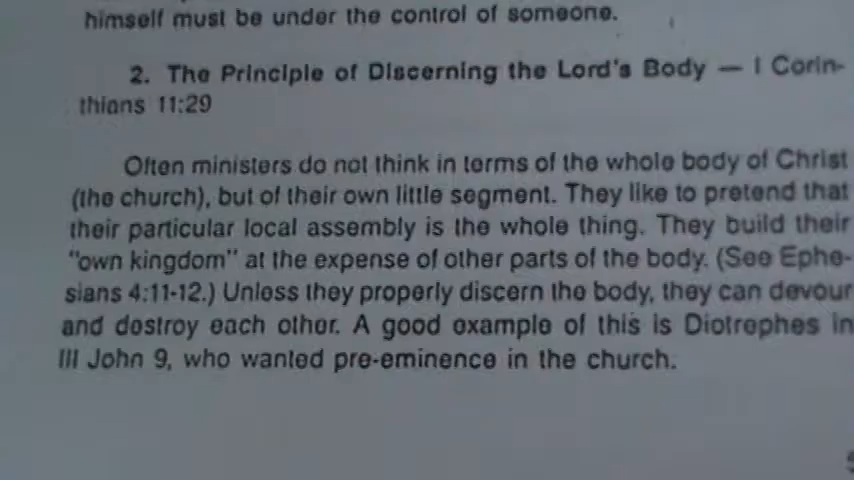 himself must be under the control of someone.
2. The Principle of Discerning the Lord's Body — I Corin-
thians 11:29
Often ministers do not think in terms of the whole body of Christ
(the church), but of their own little segment. They like to pretend that
their particular local assembly is the whole thing. They build their
"own kingdom" at the expense of other parts of the body. (See Ephe-
sians 4:11-12.) Unless they properly discern the body, they can devour
and destroy each other. A good example of this is Diotrephes in
III John 9, who wanted pre-eminence in the church.